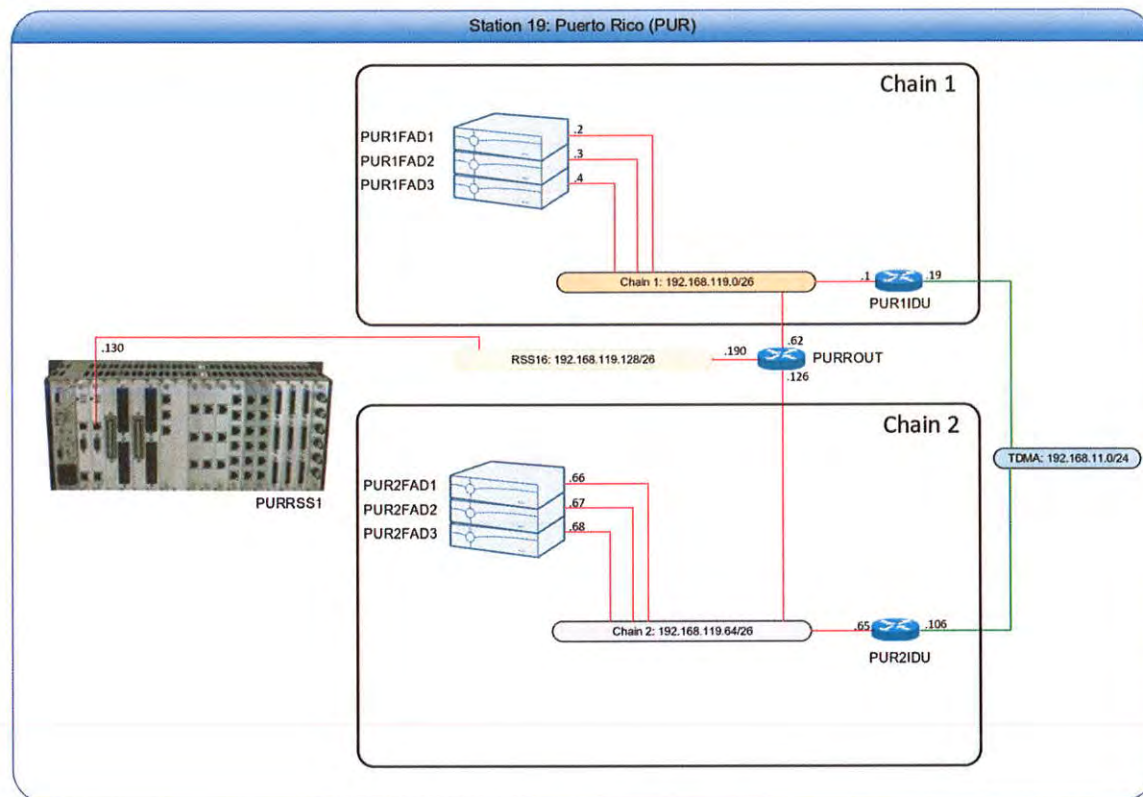 Station 19: Puerto Rico (PUR)
Chain 1
PUR1FAD1
.2
PUR1FAD2
.3
PUR1FAD3
.4
Chain 1: 192.168.119.0/26
.1
.19
PUR1IDU
.130
RSS16: 192.168.119.128/26
.190
.62
PURROUT
.126
PURRSS1
Chain 2
TDMA: 192.168.11.0/24
PUR2FAD1
.66
PUR2FAD2
.67
PUR2FAD3
.68
Chain 2: 192.168.119.64/26
.65
.106
PUR2IDU